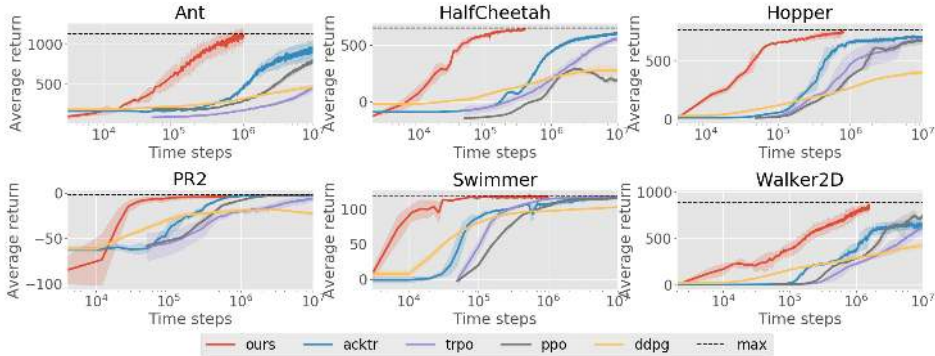 Ant
HalfCheetah
Hopper
Average return
1000
500
10⁴ 10⁵ 10⁶ 10⁷
Time steps
Average return
500
0
10⁴ 10⁵ 10⁶ 10⁷
Time steps
Average return
500
0
10⁴ 10⁵ 10⁶ 10⁷
Time steps
PR2
Swimmer
Walker2D
Average return
0
−50
−100
10⁴ 10⁵ 10⁶ 10⁷
Time steps
Average return
100
50
0
10⁴ 10⁵ 10⁶ 10⁷
Time steps
Average return
1000
500
0
10⁴ 10⁵ 10⁶ 10⁷
Time steps
ours acktr trpo ppo ddpg max